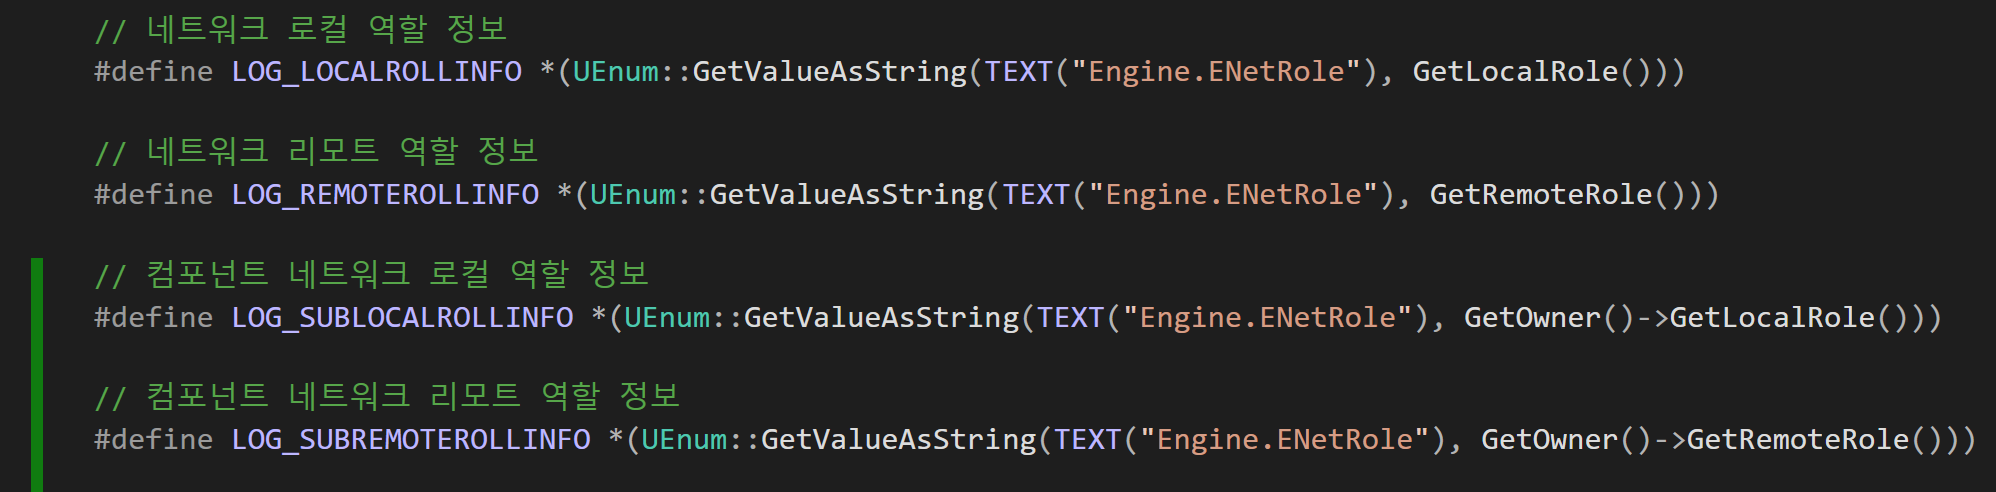 // 네트워크 로컬 역할 정보
#define LOG_LOCALROLLINFO *(UEnum::GetValueAsString(TEXT("Engine.ENetRole"), GetLocalRole()))
// 네트워크 리모트 역할 정보
#define LOG_REMOTEROLLINFO *(UEnum::GetValueAsString(TEXT("Engine.ENetRole"), GetRemoteRole()))
// 컴포넌트 네트워크 로컬 역할 정보
#define LOG_SUBLOCALROLLINFO *(UEnum::GetValueAsString(TEXT("Engine.ENetRole"), GetOwner()->GetLocalRole()))
// 컴포넌트 네트워크 리모트 역할 정보
#define LOG_SUBREMOTEROLLINFO *(UEnum::GetValueAsString(TEXT("Engine.ENetRole"), GetOwner()->GetRemoteRole()))